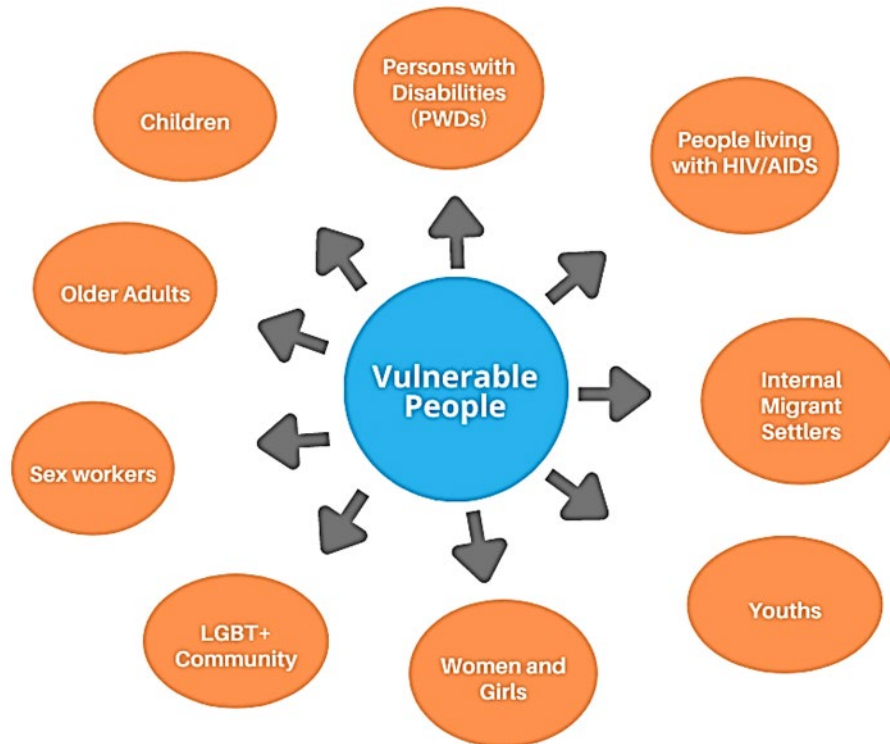 Persons with
Disabilities
(PWDs)
Children
People living
with HIV/AIDS
Older Adults
Vulnerable
People
Internal
Migrant
Settlers
Sex workers
Youths
LGBT+
Community
Women and
Girls